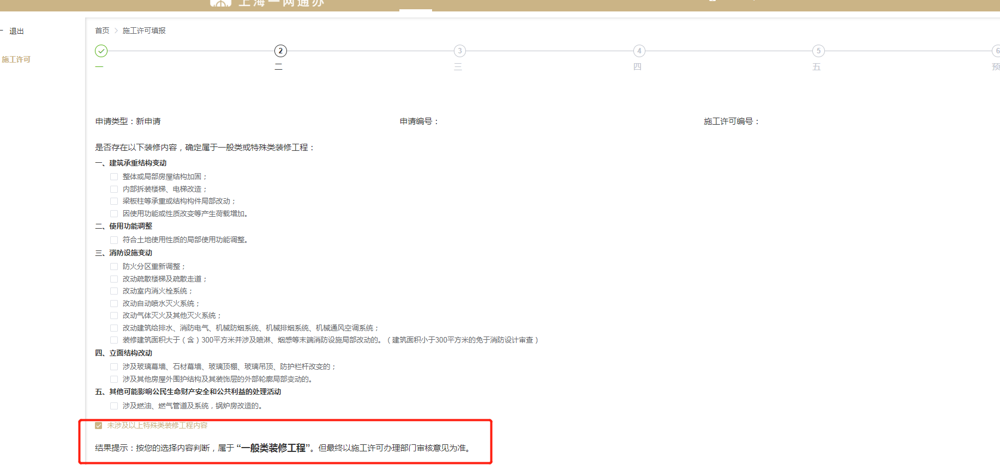 上海一网通办
退出
施工许可
首页 > 施工许可填报
2 3 4 5 6
一 二 三 四 五 预
申请类型：新申请 申请编号： 施工许可编号：
是否存在以下装修内容，确定属于一般类或特殊类装修工程：
一、建筑承重结构变动
整体或局部房屋结构加固；
内部拆装楼梯、电梯改造；
梁板柱等承重或结构构件局部改动；
因使用功能或性质改变等产生荷载增加。
二、使用功能调整
符合土地使用性质的局部使用功能调整。
三、消防设施变动
防火分区重新调整；
改动疏散楼梯及疏散走道；
改动室内消火栓系统；
改动自动喷水灭火系统；
改动气体灭火及其他灭火系统；
改动建筑给排水、消防电气、机械防烟系统、机械排烟系统、机械通风空调系统；
装修建筑面积大于（含）300平方米并涉及喷淋、烟感等末端消防设施局部改动的。（建筑面积小于300平方米的免于消防设计审查）
四、立面结构改动
涉及玻璃幕墙、石材幕墙、玻璃顶棚、玻璃吊顶、防护栏杆改变的；
涉及其他房屋外围护结构及其装饰层的外部轮廓局部变动的。
五、其他可能影响公民生命财产安全和公共利益的处理活动
涉及燃油、燃气管道及系统，锅炉房改造的。
未涉及以上特殊类装修工程内容
结果提示：按您的选择内容判断，属于 “一般类装修工程”。但最终以施工许可办理部门审核意见为准。